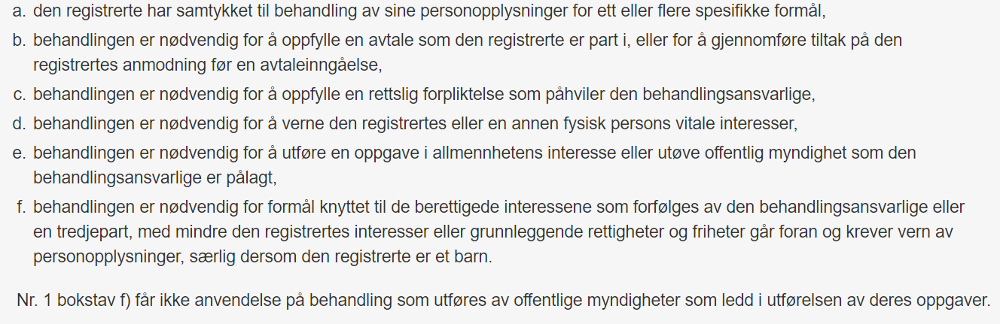 a. den registrerte har samtykket til behandling av sine personopplysninger for ett eller flere spesifikke formål,
b. behandlingen er nødvendig for å oppfylle en avtale som den registrerte er part i, eller for å gjennomføre tiltak på den
registrertes anmodning før en avtaleinngåelse,
c. behandlingen er nødvendig for å oppfylle en rettslig forpliktelse som påhviler den behandlingsansvarlige,
d. behandlingen er nødvendig for å verne den registrertes eller en annen fysisk persons vitale interesser,
e. behandlingen er nødvendig for å utføre en oppgave i allmennhetens interesse eller utøve offentlig myndighet som den
behandlingsansvarlige er pålagt,
f. behandlingen er nødvendig for formål knyttet til de berettigede interessene som forfølges av den behandlingsansvarlige eller
en tredjepart, med mindre den registrertes interesser eller grunnleggende rettigheter og friheter går foran og krever vern av
personopplysninger, særlig dersom den registrerte er et barn.
Nr. 1 bokstav f) får ikke anvendelse på behandling som utføres av offentlige myndigheter som ledd i utførelsen av deres oppgaver.